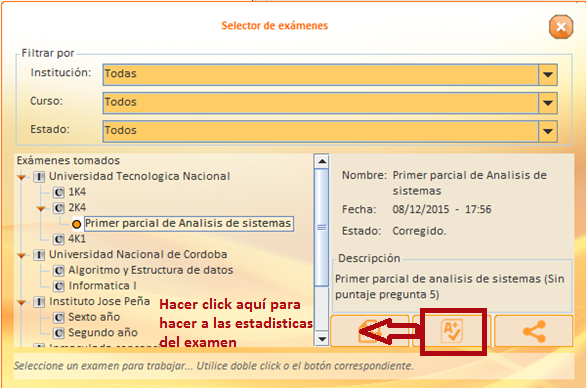 Selector de exámenes
Filtrar por
Institución: Todas
Curso: Todos
Estado: Todos
Exámenes tomados
Universidad Tecnologica Nacional
1K4
2K4
Primer parcial de Analisis de sistemas
4K1
Universidad Nacional de Cordoba
Algoritmo y Estructura de datos
Informatica I
Instituto Jose Peña
Sexto año
Segundo año
Nombre: Primer parcial de Analisis de
sistemas
Fecha: 08/12/2015 - 17:56
Estado: Corregido.
Descripción
Primer parcial de analisis de sistemas (Sin
puntaje pregunta 5)
Hacer click aquí para
hacer a las estadisticas
del examen
A+
Seleccione un examen para trabajar... Utilice doble click o el botón correspondiente.